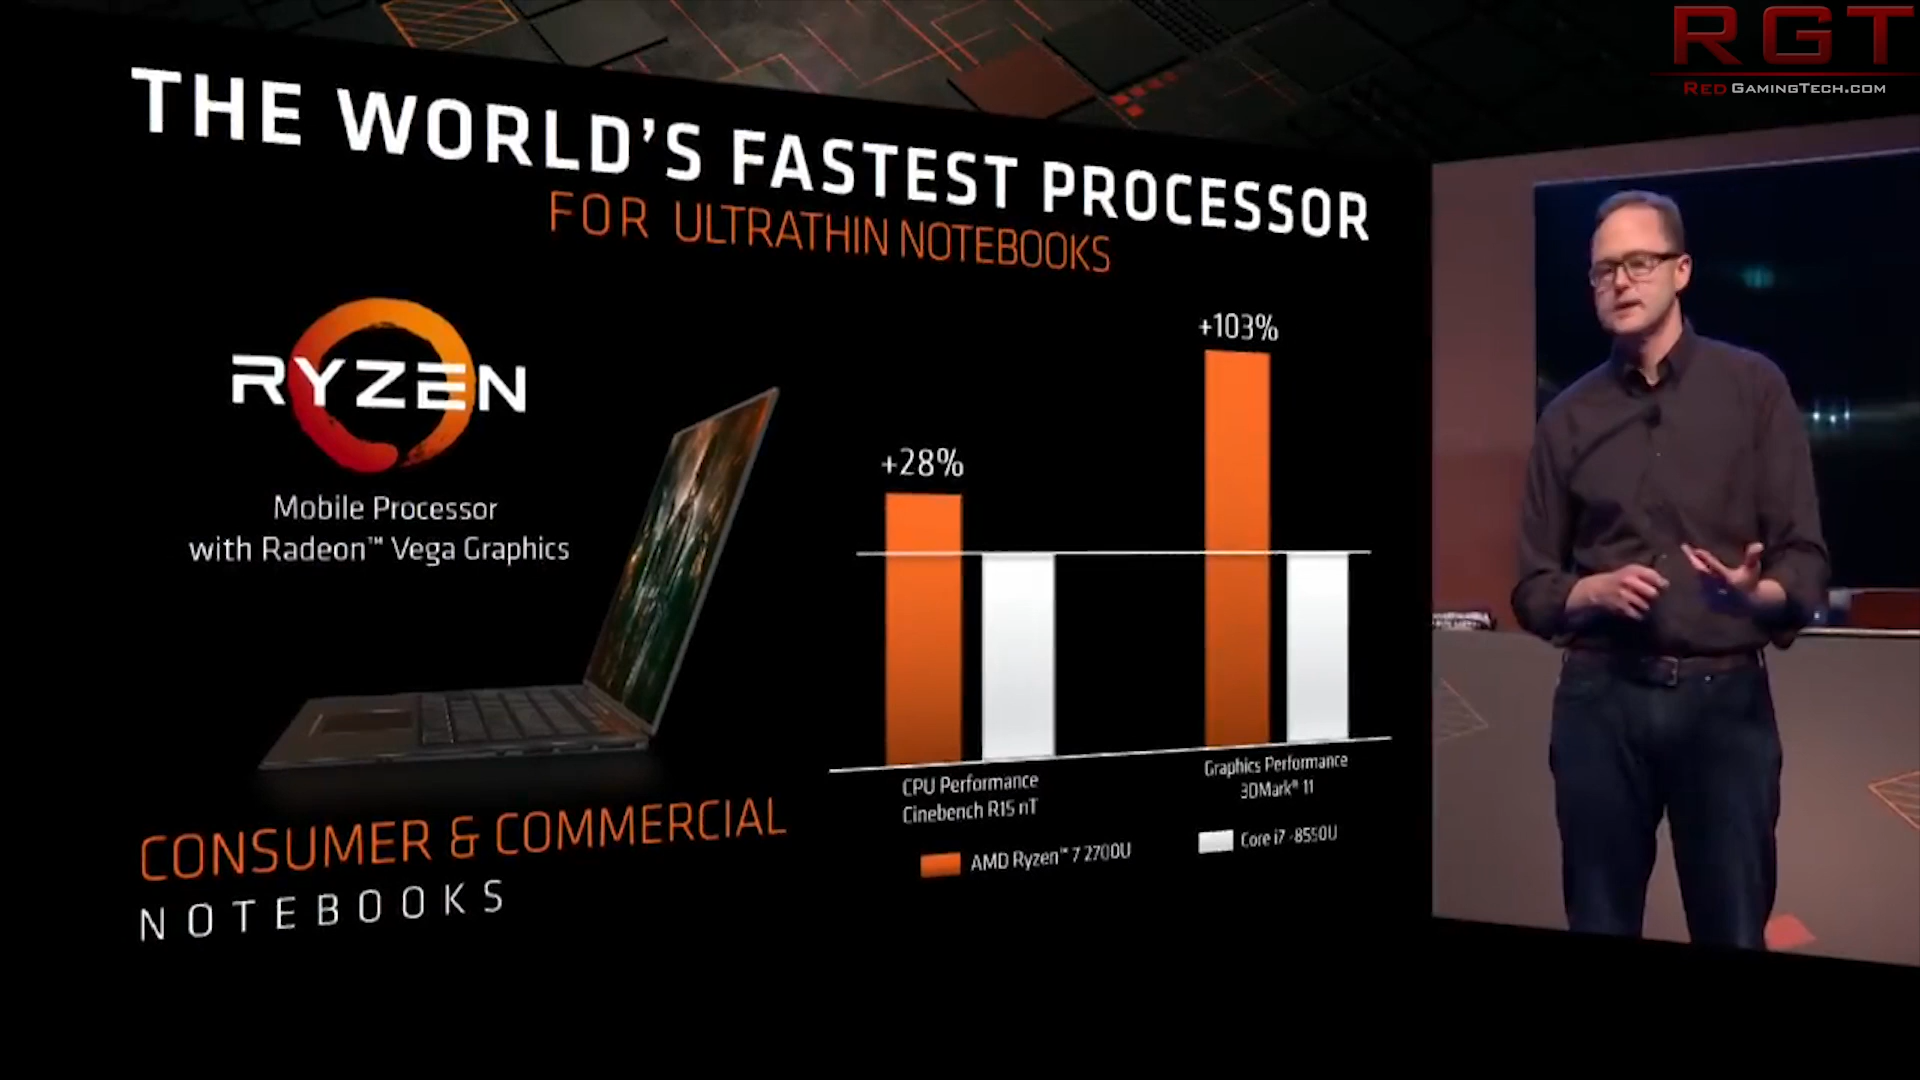 RGT
RED GAMINGTECH.COM
THE WORLD'S FASTEST PROCESSOR
FOR ULTRATHIN NOTEBOOKS
RYZEN
Mobile Processor
with Radeon™ Vega Graphics
CONSUMER & COMMERCIAL
NOTEBOOKS
+28%
+103%
CPU Performance
Cinebench R15 nT
Graphics Performance
3DMark® 11
AMD Ryzen™ 7 2700U
Core i7 -8550U